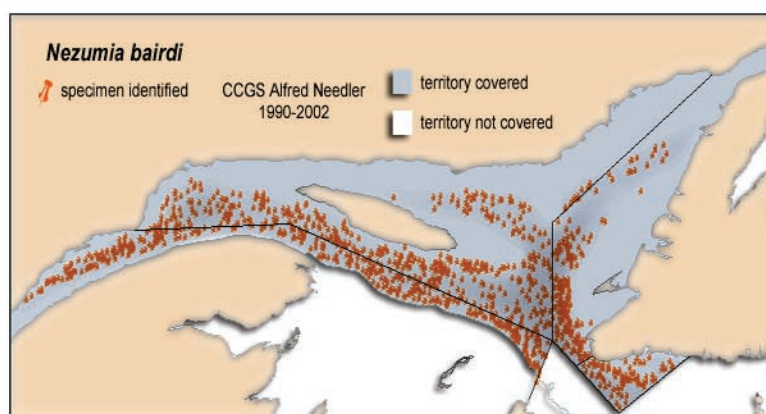 Nezumia bairdi
specimen identified
CCGS Alfred Needler
1990-2002
territory covered
territory not covered